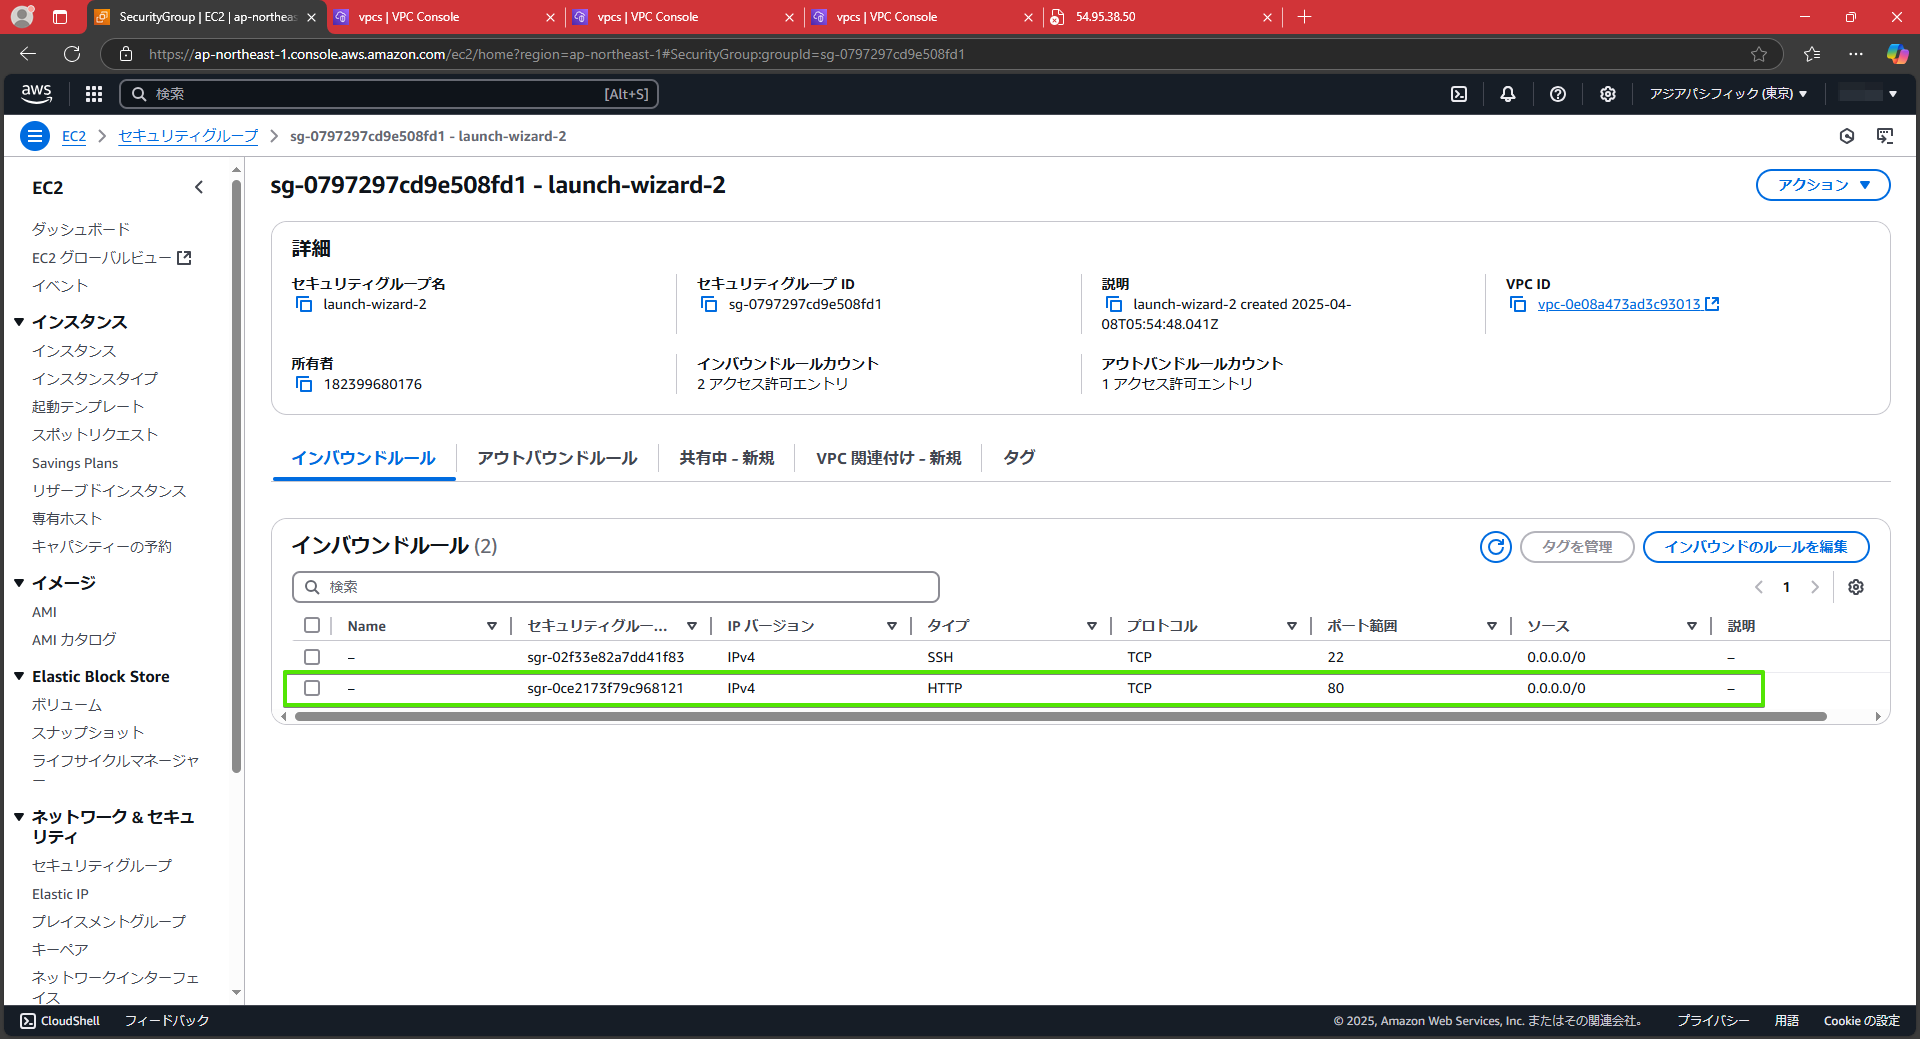 SecurityGroup | EC2 | ap-northeas
vpcs | VPC Console
vpcs | VPC Console
vpcs | VPC Console
54.95.38.50
https://ap-northeast-1.console.aws.amazon.com/ec2/home?region=ap-northeast-1#SecurityGroup:groupId=sg-0797297cd9e508fd1
aws
検索
[Alt+S]
アジアパシフィック (東京)
EC2
セキュリティグループ
sg-0797297cd9e508fd1 - launch-wizard-2
EC2
ダッシュボード
EC2 グローバルビュー
イベント
インスタンス
インスタンス
インスタンスタイプ
起動テンプレート
スポットリクエスト
Savings Plans
リザーブドインスタンス
専有ホスト
キャパシティーの予約
イメージ
AMI
AMI カタログ
Elastic Block Store
ボリューム
スナップショット
ライフサイクルマネージャ
ー
ネットワーク & セキュ
リティ
セキュリティグループ
Elastic IP
プレイスメントグループ
キーペア
ネットワークインターフェ
イス
sg-0797297cd9e508fd1 - launch-wizard-2
アクション
詳細
セキュリティグループ名
launch-wizard-2
セキュリティグループ ID
sg-0797297cd9e508fd1
説明
launch-wizard-2 created 2025-04-
08T05:54:48.041Z
VPC ID
vpc-0e08a473ad3c93013
所有者
182399680176
インバウンドルールカウント
2 アクセス許可エントリ
アウトバンドルールカウント
1 アクセス許可エントリ
インバウンドルール
アウトバウンドルール
共有中 – 新規
VPC 関連付け – 新規
タグ
インバウンドルール (2)
タグを管理
インバウンドのルールを編集
検索
1
Name セキュリティグルー... IP バージョン タイプ プロトコル ポート範囲 ソース 説明
– sgr-02f33e82a7dd41f83 IPv4 SSH TCP 22 0.0.0.0/0 –
– sgr-0ce2173f79c968121 IPv4 HTTP TCP 80 0.0.0.0/0 –
CloudShell
フィードバック
© 2025, Amazon Web Services, Inc. またはその関連会社。
プライバシー
用語
Cookie の設定